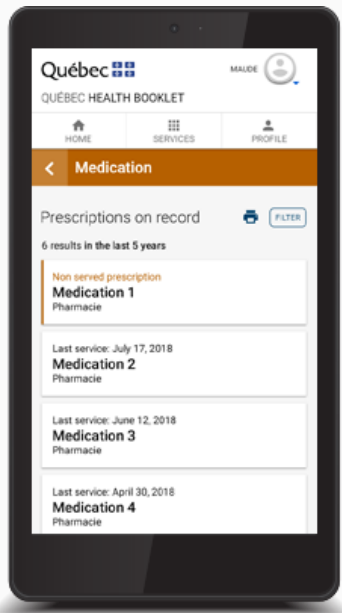 Québec
MAUDE
QUÉBEC HEALTH BOOKLET
HOME
SERVICES
PROFILE
Medication
Prescriptions on record
FILTER
6 results in the last 5 years
Non served prescription
Medication 1
Pharmacie
Last service: July 17, 2018
Medication 2
Pharmacie
Last service: June 12, 2018
Medication 3
Pharmacie
Last service: April 30, 2018
Medication 4
Pharmacie